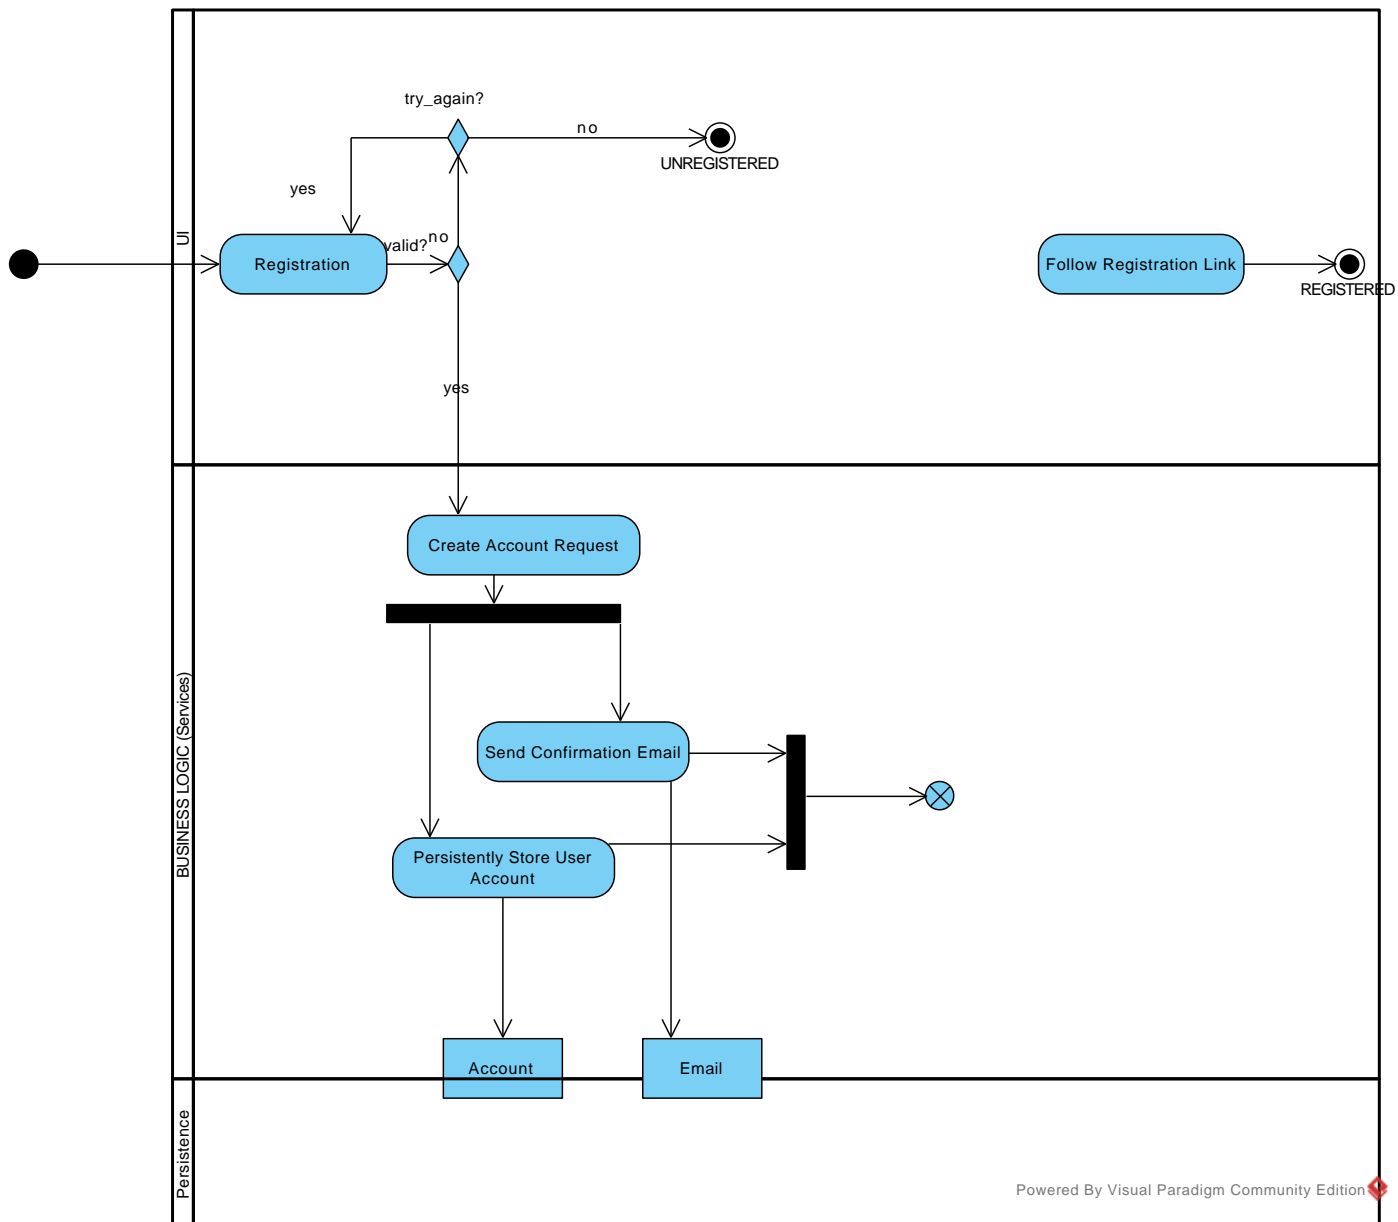 try_again?
no
UNREGISTERED
yes
valid?
no
UI
Registration
Follow Registration Link
REGISTERED
yes
Create Account Request
BUSINESS LOGIC (Services)
Send Confirmation Email
Persistently Store User
Account
Account
Email
Persistence
Powered By Visual Paradigm Community Edition